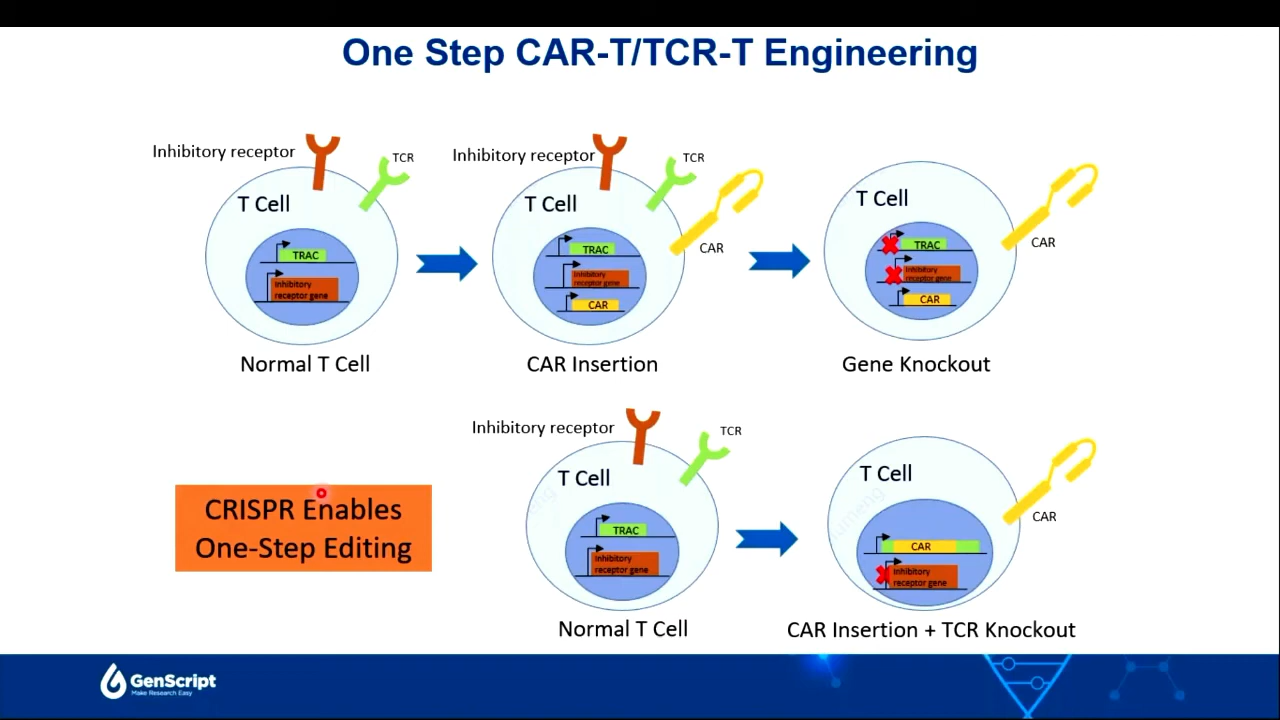 One Step CAR-T/TCR-T Engineering
Inhibitory receptor
TCR
T Cell
TRAC
Inhibitory
receptor gene
Normal T Cell
Inhibitory receptor
TCR
T Cell
CAR
TRAC
Inhibitory
receptor gene
CAR
CAR Insertion
T Cell
CAR
TRAC
Inhibitory
receptor gene
CAR
Gene Knockout
CRISPR Enables
One-Step Editing
Inhibitory receptor
TCR
T Cell
TRAC
Inhibitory
receptor gene
Normal T Cell
T Cell
CAR
CAR
Inhibitory
receptor gene
CAR Insertion + TCR Knockout
GenScript
Make Research Easy